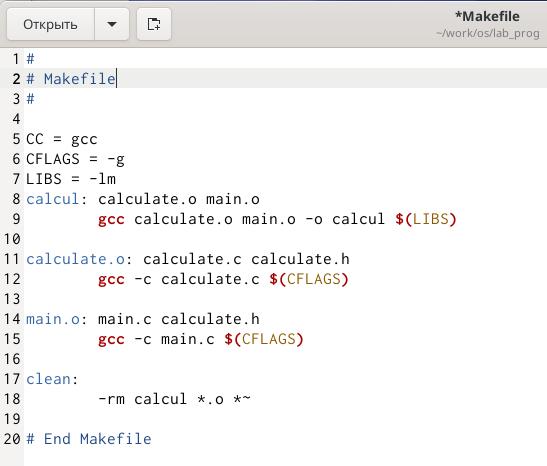 Открыть
*Makefile
~/work/os/lab_prog
1 #
2 # Makefile
3 #
4
5 CC = gcc
6 CFLAGS = -g
7 LIBS = -lm
8 calcul: calculate.o main.o
9 gcc calculate.o main.o -o calcul $(LIBS)
10
11 calculate.o: calculate.c calculate.h
12 gcc -c calculate.c $(CFLAGS)
13
14 main.o: main.c calculate.h
15 gcc -c main.c $(CFLAGS)
16
17 clean:
18 -rm calcul *.o *~
19
20 # End Makefile